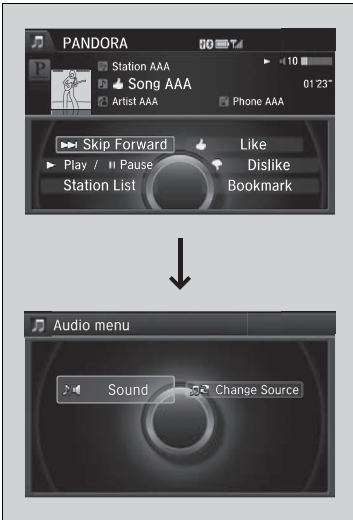 PANDORA
10
Station AAA
Song AAA
01'23"
Artist AAA Phone AAA
Skip Forward Like
Play / Pause Dislike
Station List Bookmark
Audio menu
Sound Change Source